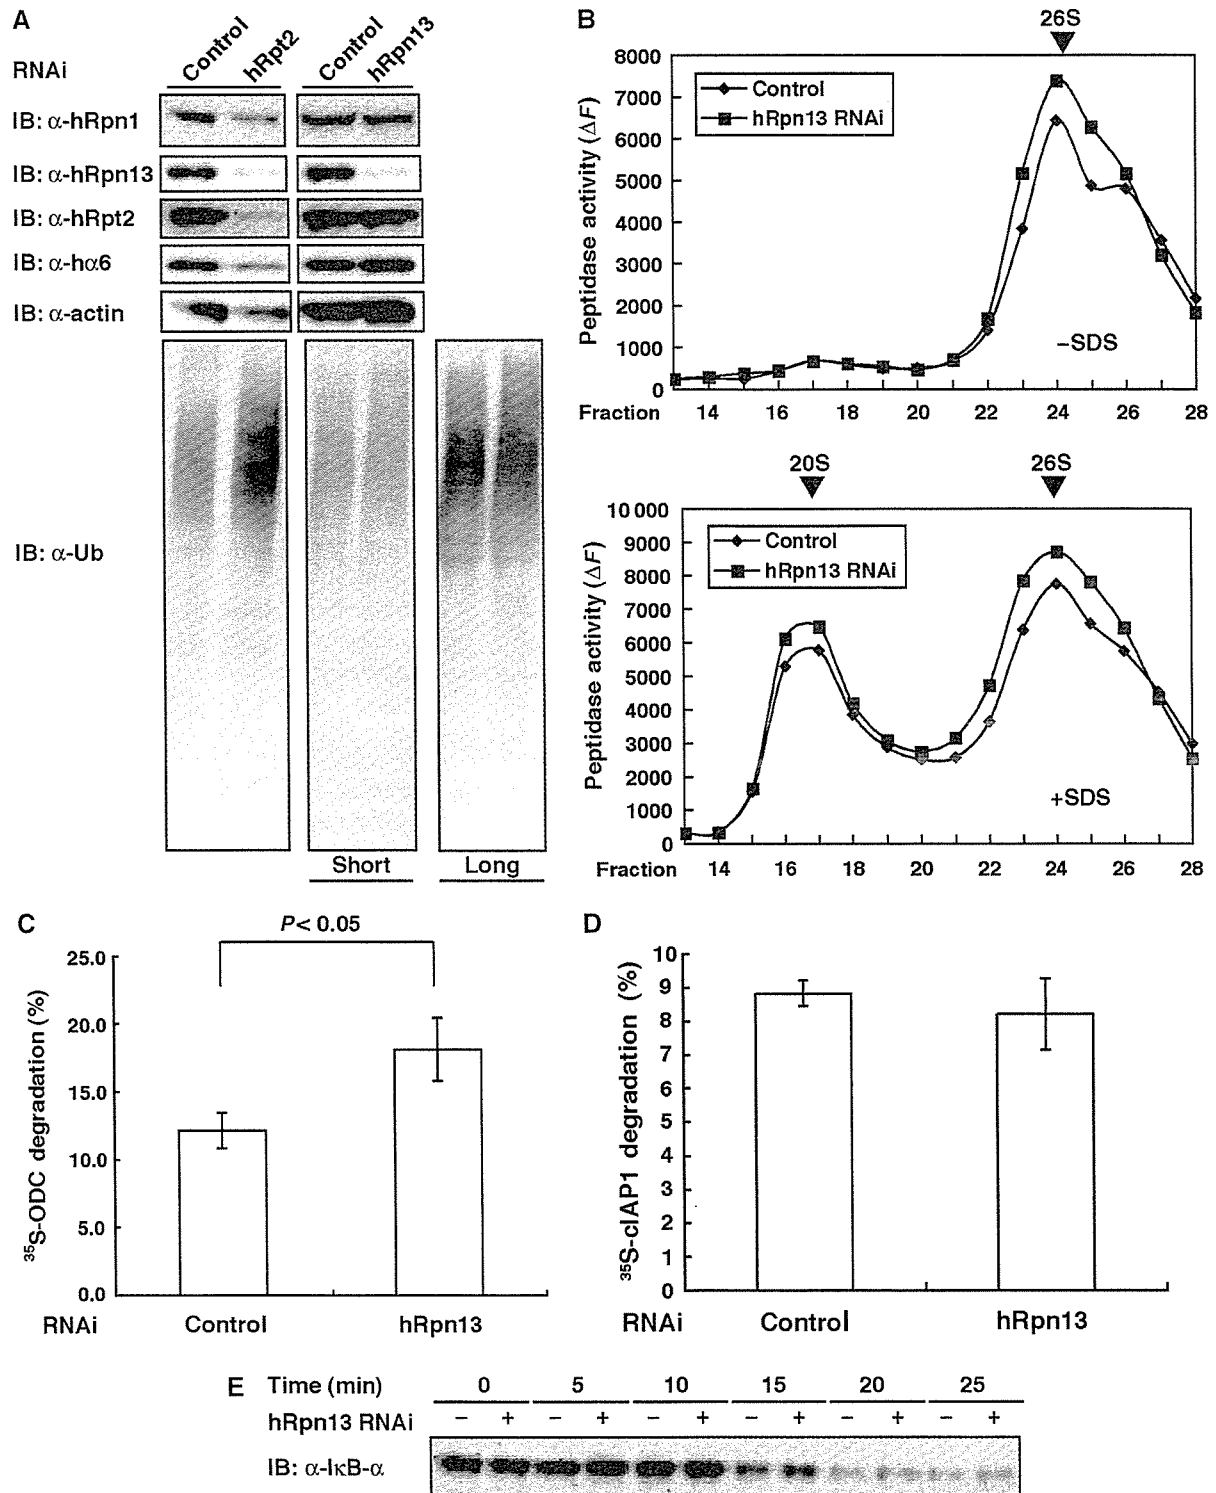 A
RNAi
Control
hRpt2
Control
hRpn13
IB: α-hRpn1
IB: α-hRpn13
IB: α-hRpt2
IB: α-hα6
IB: α-actin
IB: α-Ub
Short
Long
B
26S
8000
7000
6000
5000
4000
3000
2000
1000
0
Peptidase activity (ΔF)
Control
hRpn13 RNAi
–SDS
Fraction 14 16 18 20 22 24 26 28
20S 26S
10 000
9000
8000
7000
6000
5000
4000
3000
2000
1000
0
Peptidase activity (ΔF)
Control
hRpn13 RNAi
+SDS
Fraction 14 16 18 20 22 24 26 28
C
P< 0.05
25.0
20.0
15.0
10.0
5.0
0.0
³⁵S-ODC degradation (%)
RNAi Control hRpn13
D
10
9
8
7
6
5
4
3
2
1
0
³⁵S-cIAP1 degradation (%)
RNAi Control hRpn13
E Time (min) 0 5 10 15 20 25
hRpn13 RNAi – + – + – + – + – + – +
IB: α-IκB-α